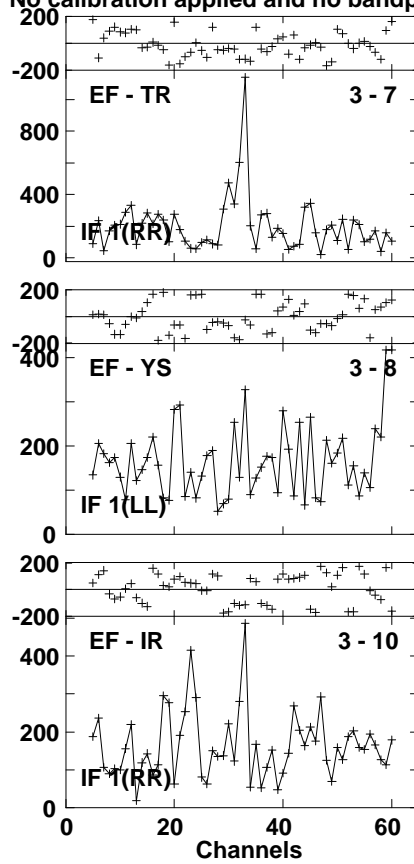 No calibration applied and no bandp
200
-200
EF - TR
3 - 7
800
400
IF 1(RR)
0
200
-200
400
EF - YS
3 - 8
200
IF 1(LL)
0
200
-200
EF - IR
3 - 10
400
200
IF 1(RR)
0
0
20
40
60
Channels